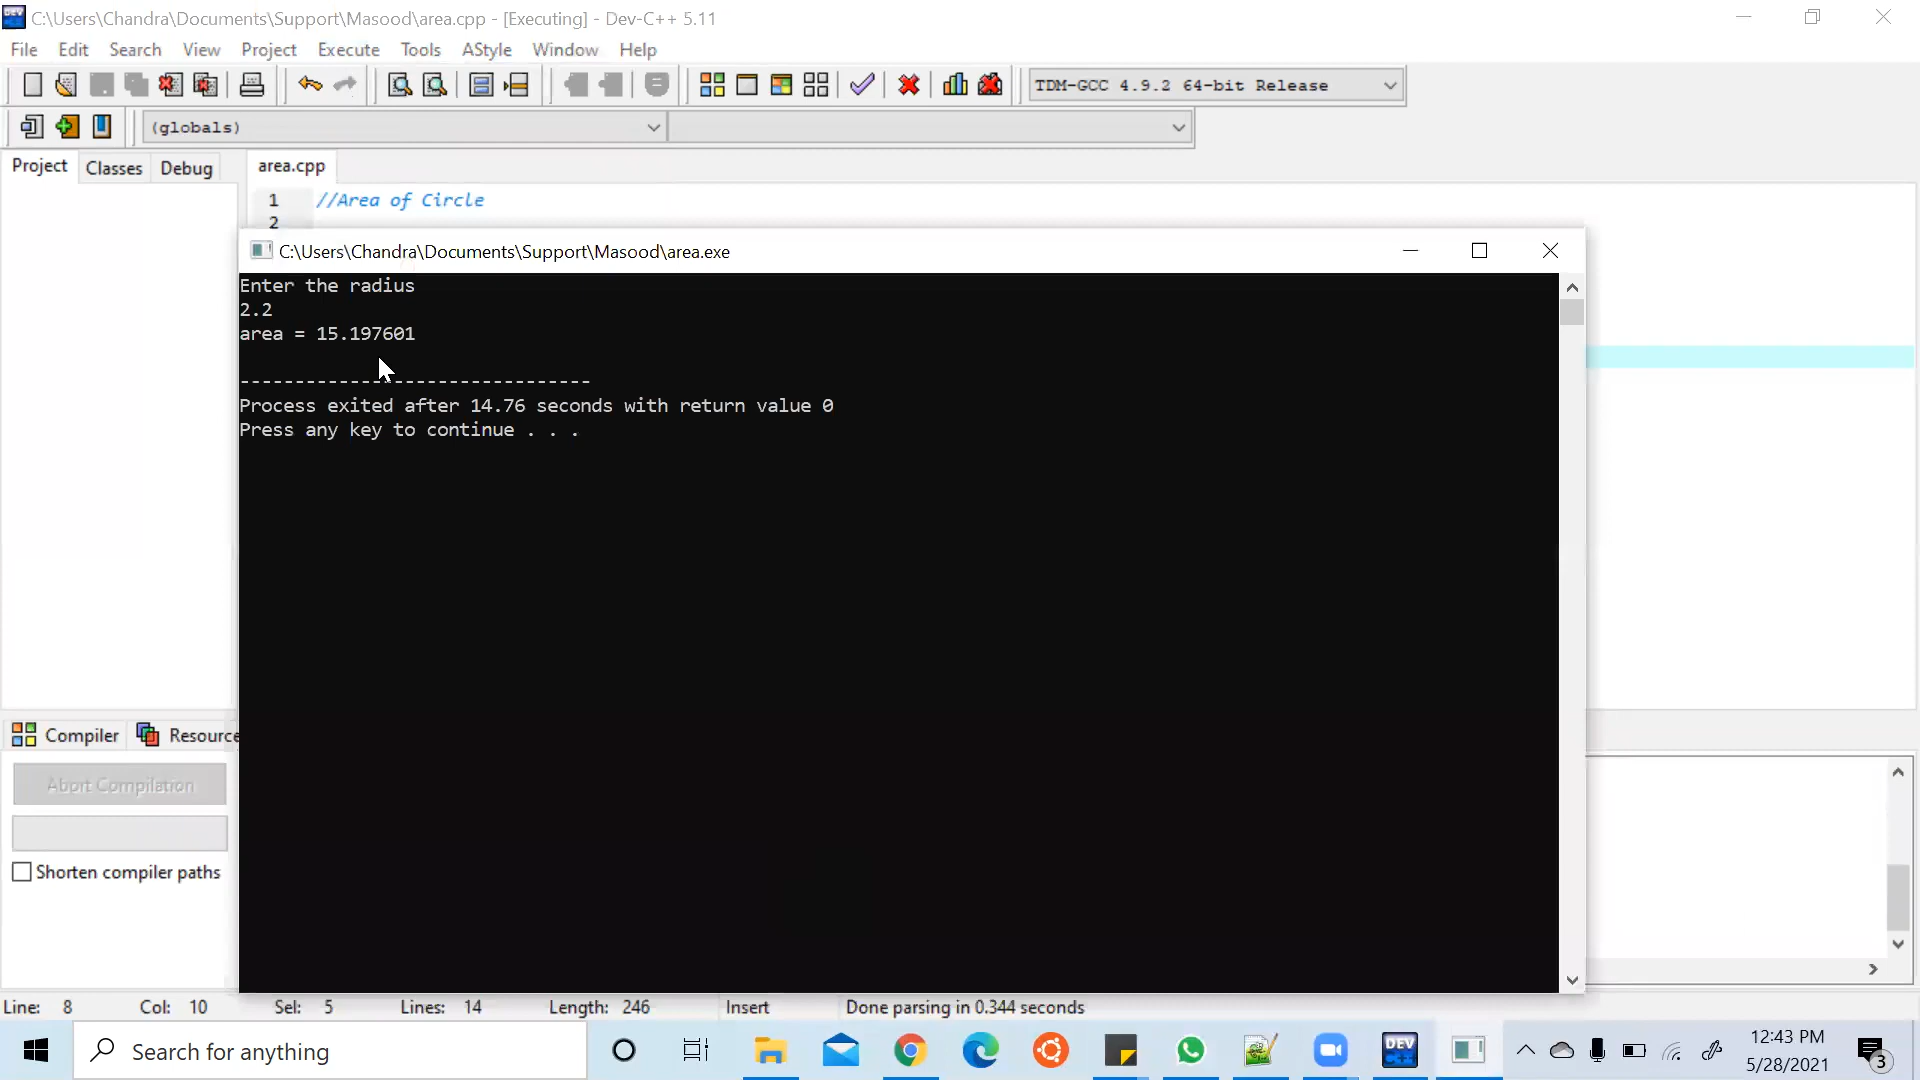 C:\Users\Chandra\Documents\Support\Masood\area.cpp - [Executing] - Dev-C++ 5.11
File Edit Search View Project Execute Tools AStyle Window Help
TDM-GCC 4.9.2 64-bit Release
(globals)
Project Classes Debug area.cpp
1 //Area of Circle
2
C:\Users\Chandra\Documents\Support\Masood\area.exe
Enter the radius
2.2
area = 15.197601
--------------------------------
Process exited after 14.76 seconds with return value 0
Press any key to continue . . .
Compiler Resource
Abort Compilation
Shorten compiler paths
Line: 8 Col: 10 Sel: 5 Lines: 14 Length: 246 Insert Done parsing in 0.344 seconds
Search for anything
DEV C++
12:43 PM
5/28/2021
3